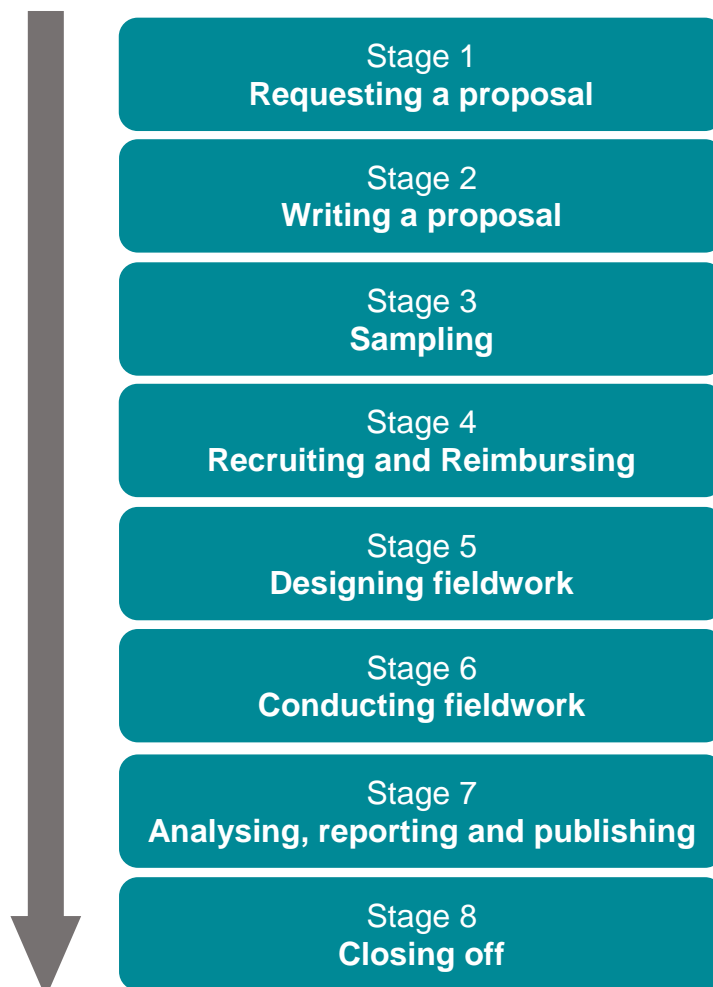 Stage 1
Requesting a proposal
Stage 2
Writing a proposal
Stage 3
Sampling
Stage 4
Recruiting and Reimbursing
Stage 5
Designing fieldwork
Stage 6
Conducting fieldwork
Stage 7
Analysing, reporting and publishing
Stage 8
Closing off